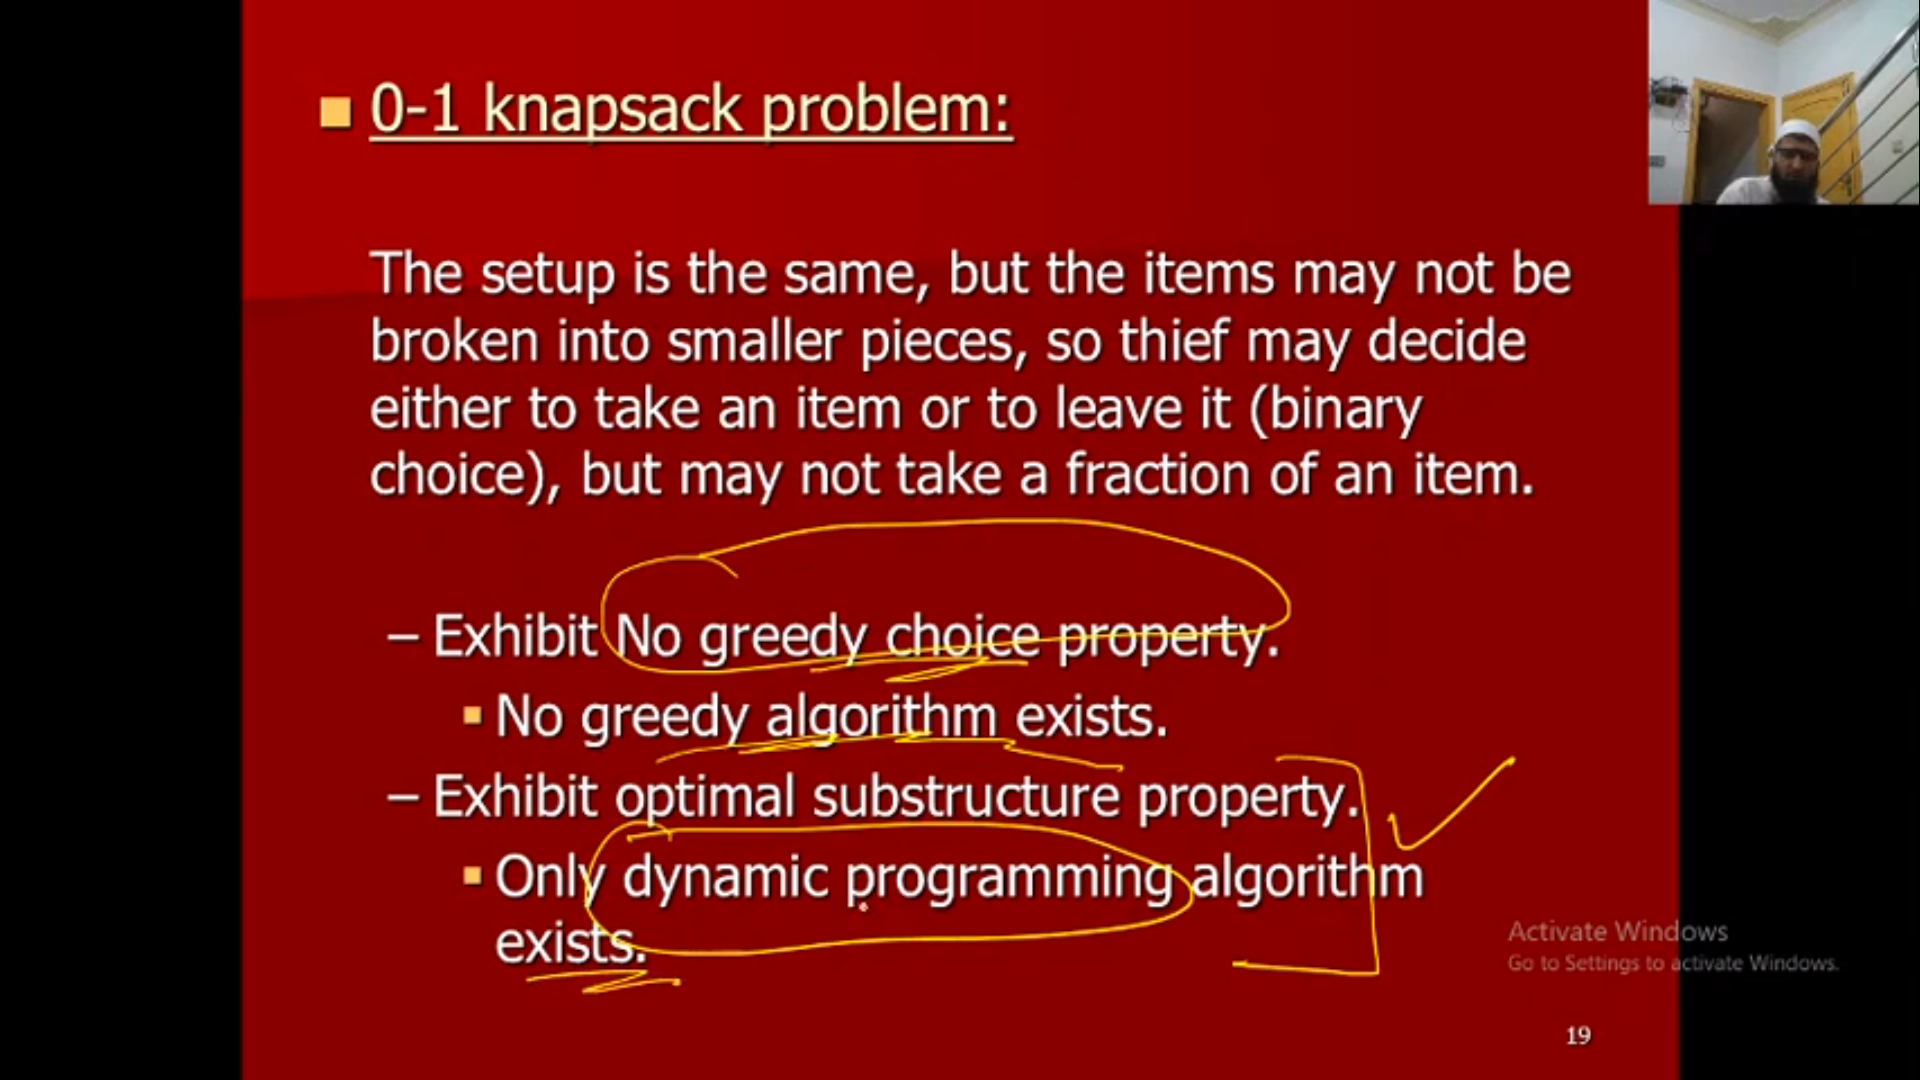 0-1 knapsack problem:
The setup is the same, but the items may not be
broken into smaller pieces, so thief may decide
either to take an item or to leave it (binary
choice), but may not take a fraction of an item.
– Exhibit No greedy choice property.
No greedy algorithm exists.
– Exhibit optimal substructure property.
Only dynamic programming algorithm
exists.
Activate Windows
Go to Settings to activate Windows.
19